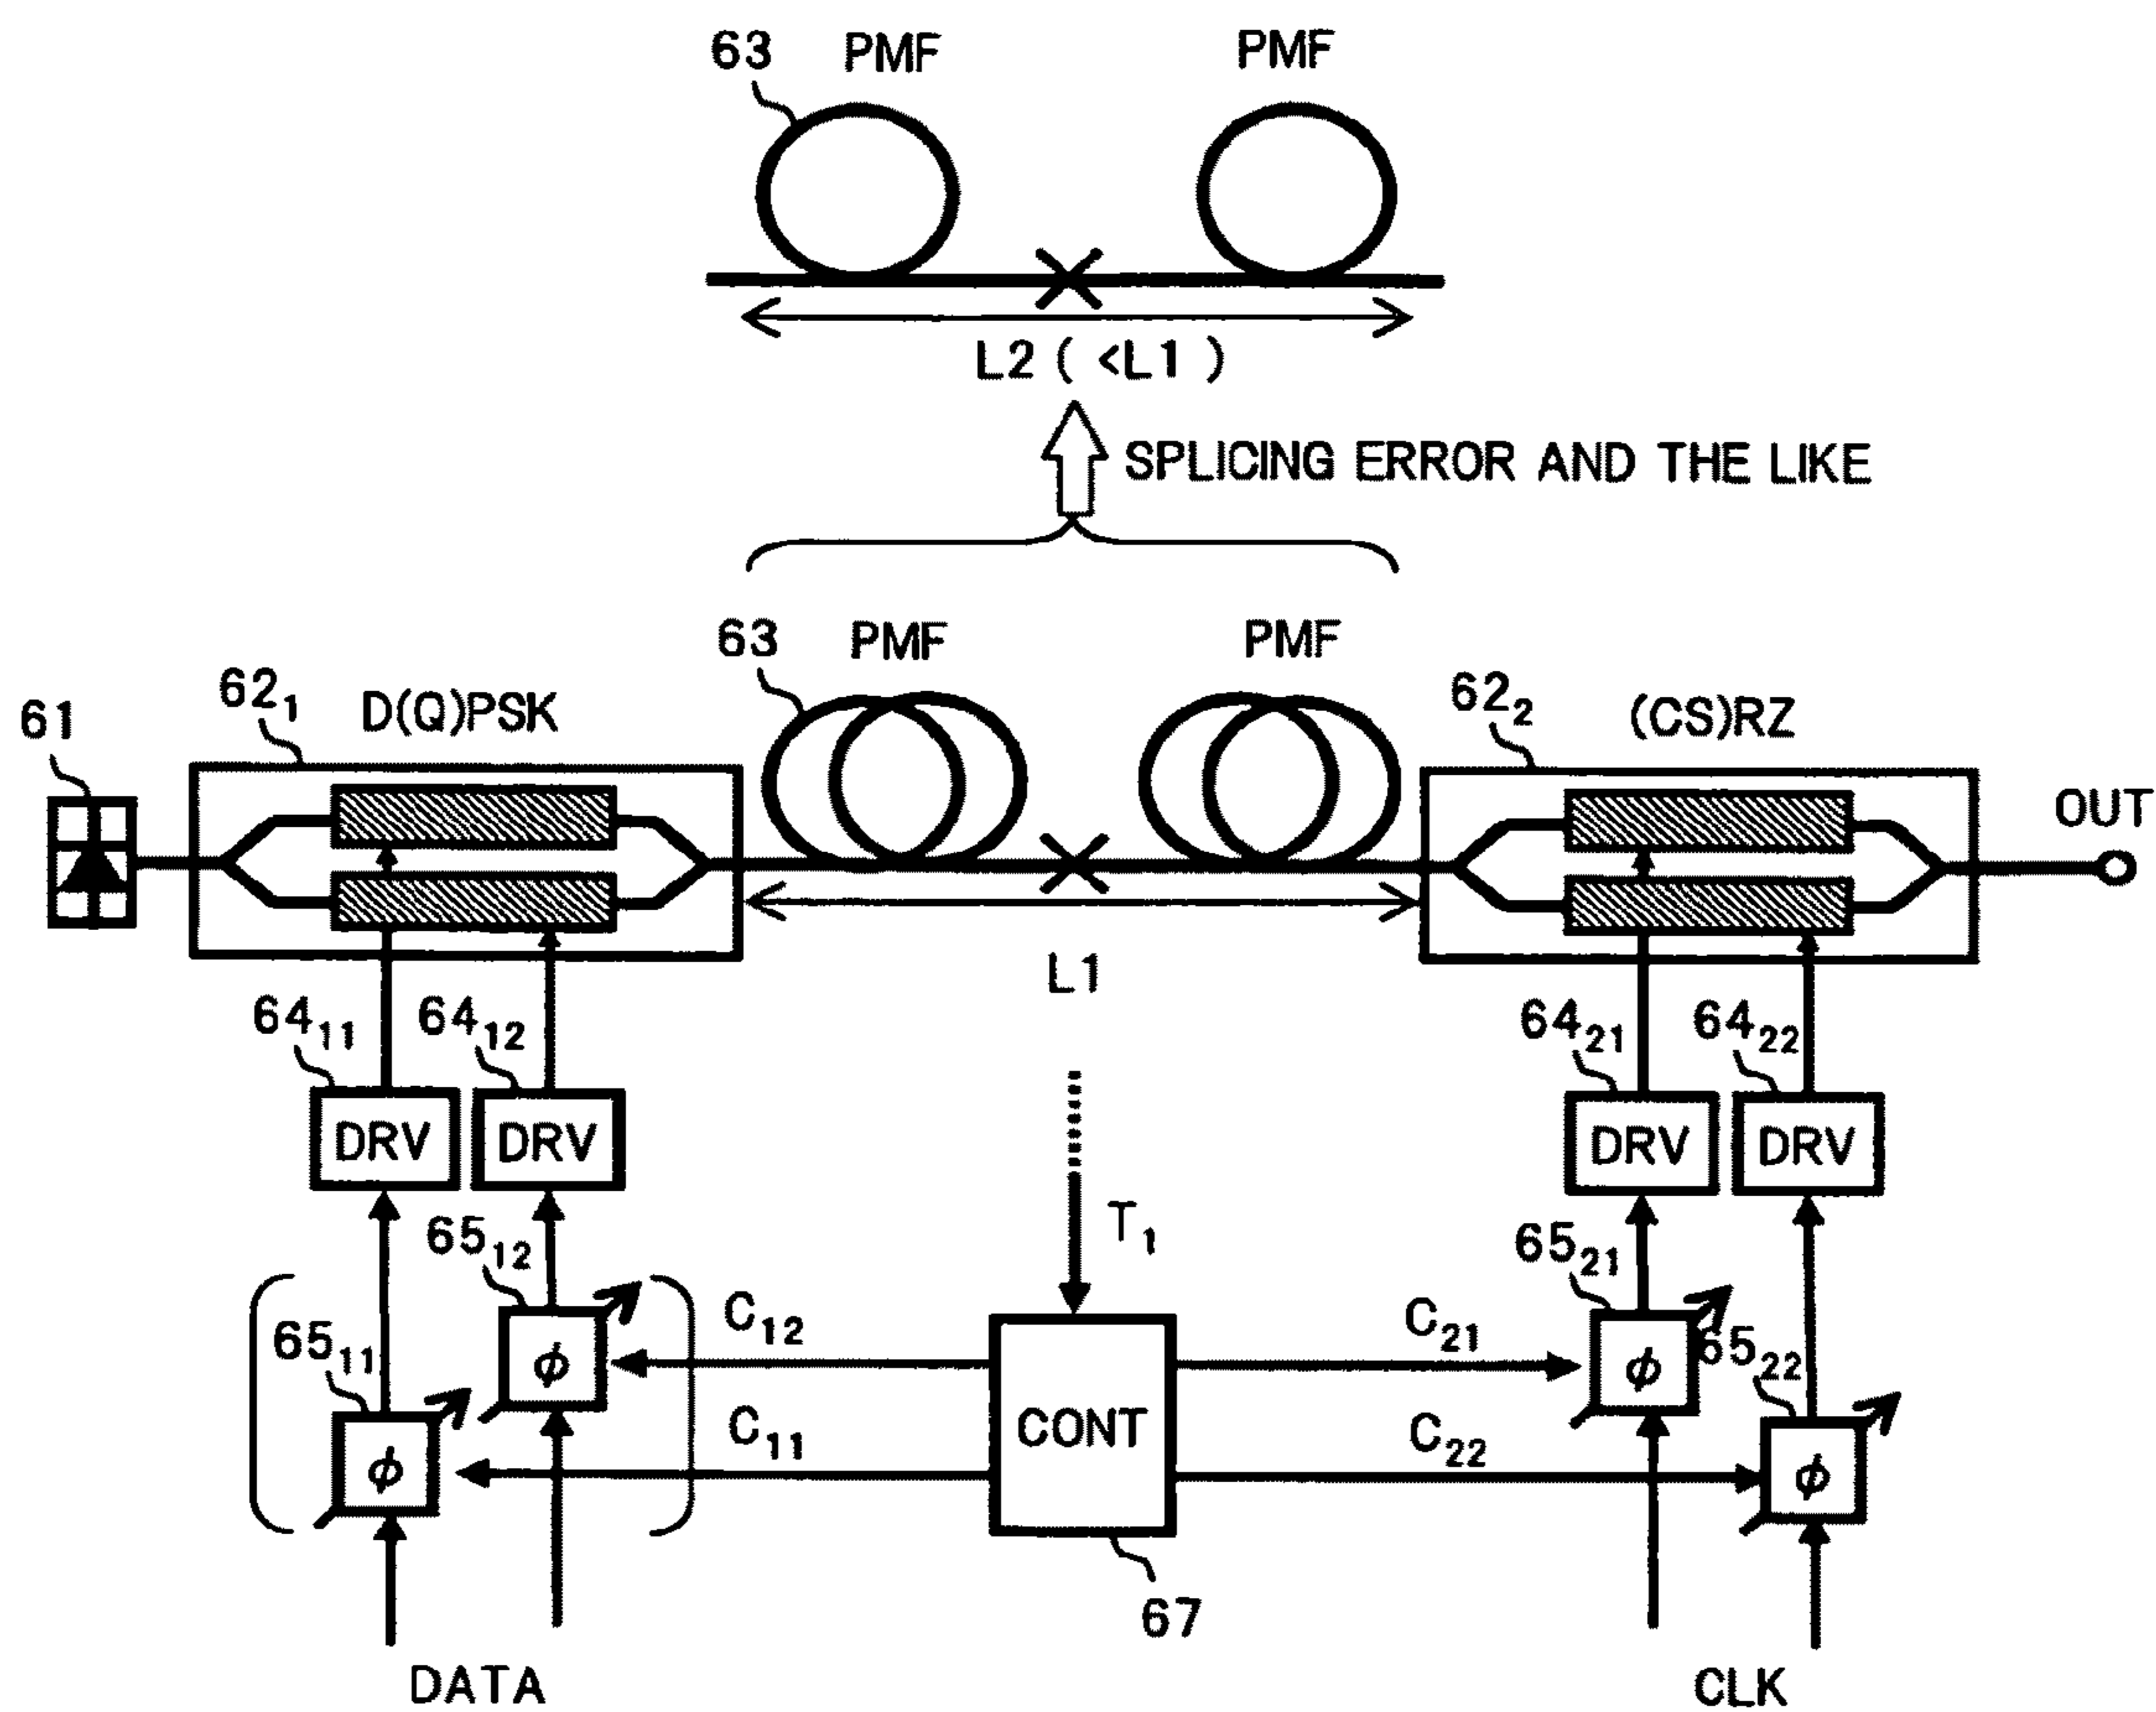 63 PMF PMF
L2 ( <L1 )
SPLICING ERROR AND THE LIKE
63 PMF PMF
61 62₁ D(Q)PSK 62₂ (CS)RZ
OUT
L1
64₁₁ 64₁₂ 64₂₁ 64₂₂
DRV DRV DRV DRV
T₁
65₁₂ 65₂₁
65₁₁ C₁₂ C₂₁ 65₂₂
ϕ ϕ
C₁₁ CONT C₂₂
ϕ ϕ
67
DATA CLK